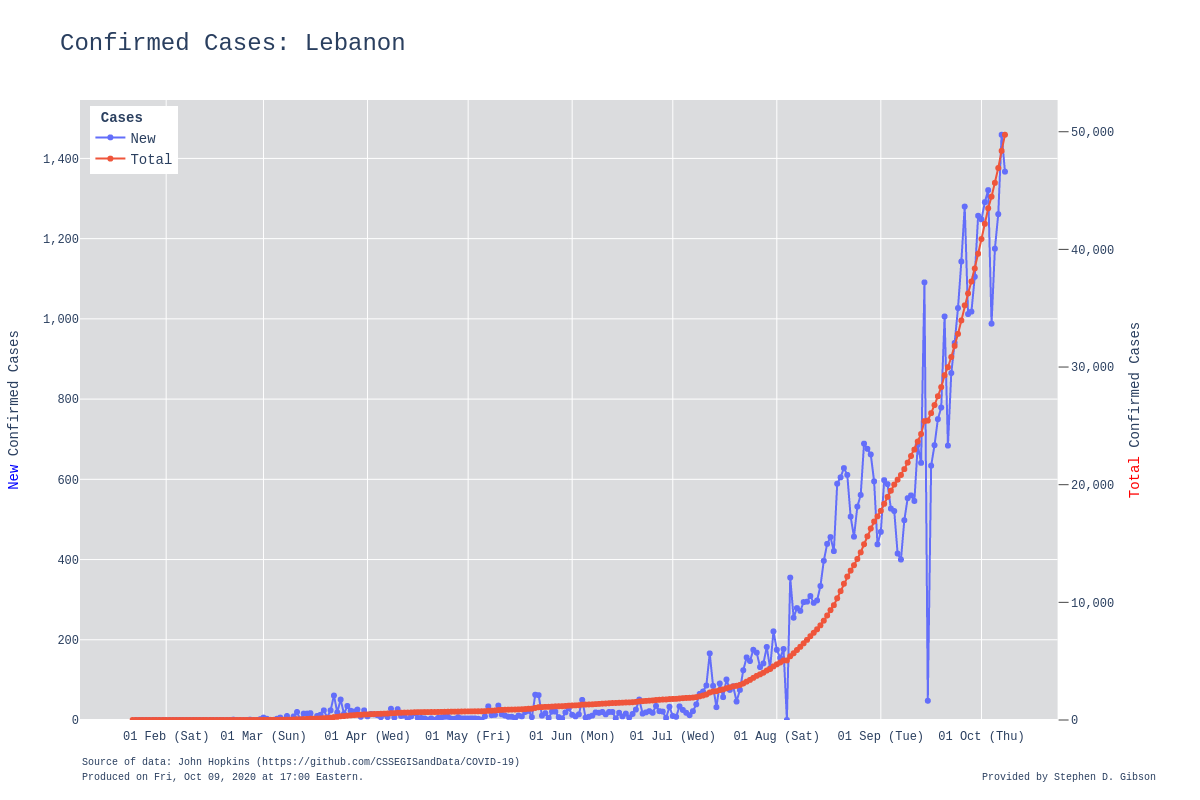 Confirmed Cases: Lebanon
Cases
New
Total
1,400
1,200
1,000
800
600
400
200
0
50,000
40,000
30,000
20,000
10,000
0
New Confirmed Cases
Total Confirmed Cases
01 Feb (Sat) 01 Mar (Sun) 01 Apr (Wed) 01 May (Fri) 01 Jun (Mon) 01 Jul (Wed) 01 Aug (Sat) 01 Sep (Tue) 01 Oct (Thu)
Source of data: John Hopkins (https://github.com/CSSEGISandData/COVID-19)
Produced on Fri, Oct 09, 2020 at 17:00 Eastern.
Provided by Stephen D. Gibson